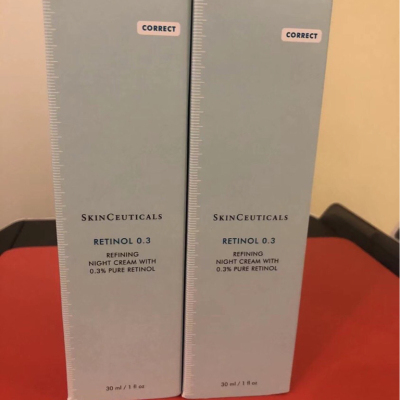 CORRECT
SKINCEUTICALS
RETINOL 0.3
REFINING
NIGHT CREAM WITH
0.3% PURE RETINOL
30 ml / 1 fl oz
CORRECT
SKINCEUTICALS
RETINOL 0.3
REFINING
NIGHT CREAM WITH
0.3% PURE RETINOL
30 ml / 1 fl oz